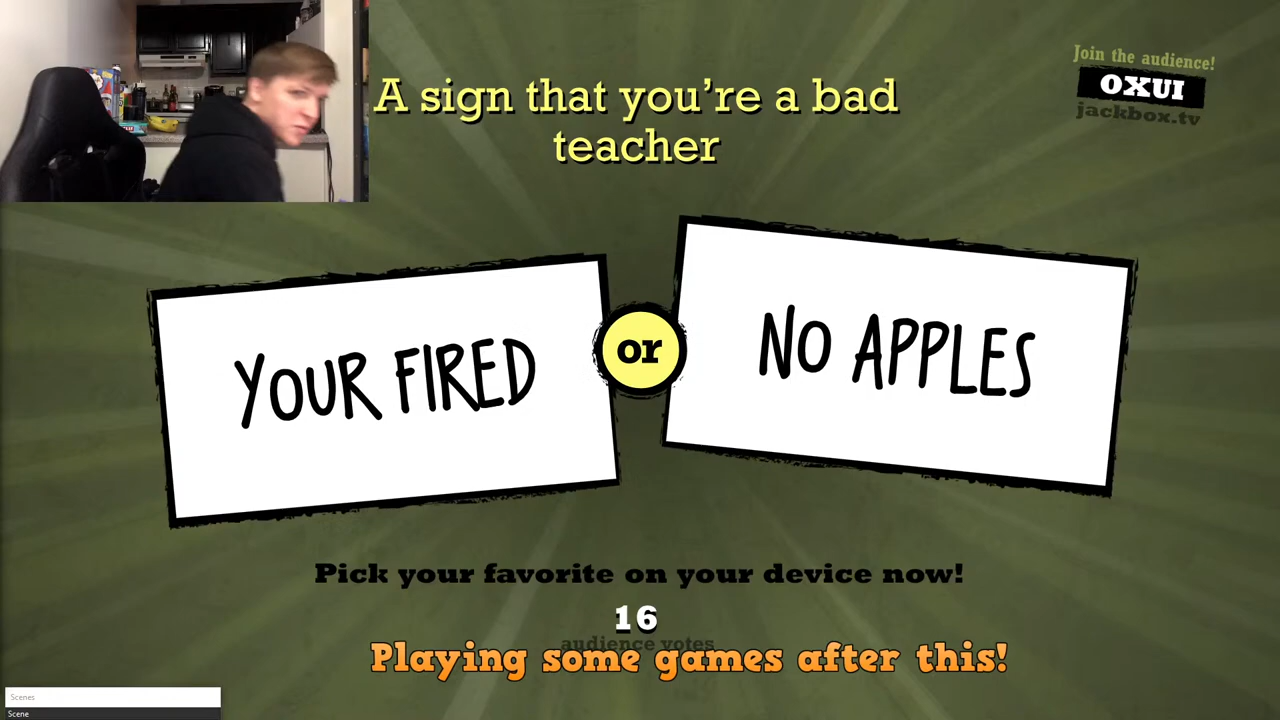 A sign that you're a bad
teacher
Join the audience!
OXUI
jackbox.tv
YOUR FIRED
or
NO APPLES
Pick your favorite on your device now!
16
audience votes
Playing some games after this!
Scenes
Scene